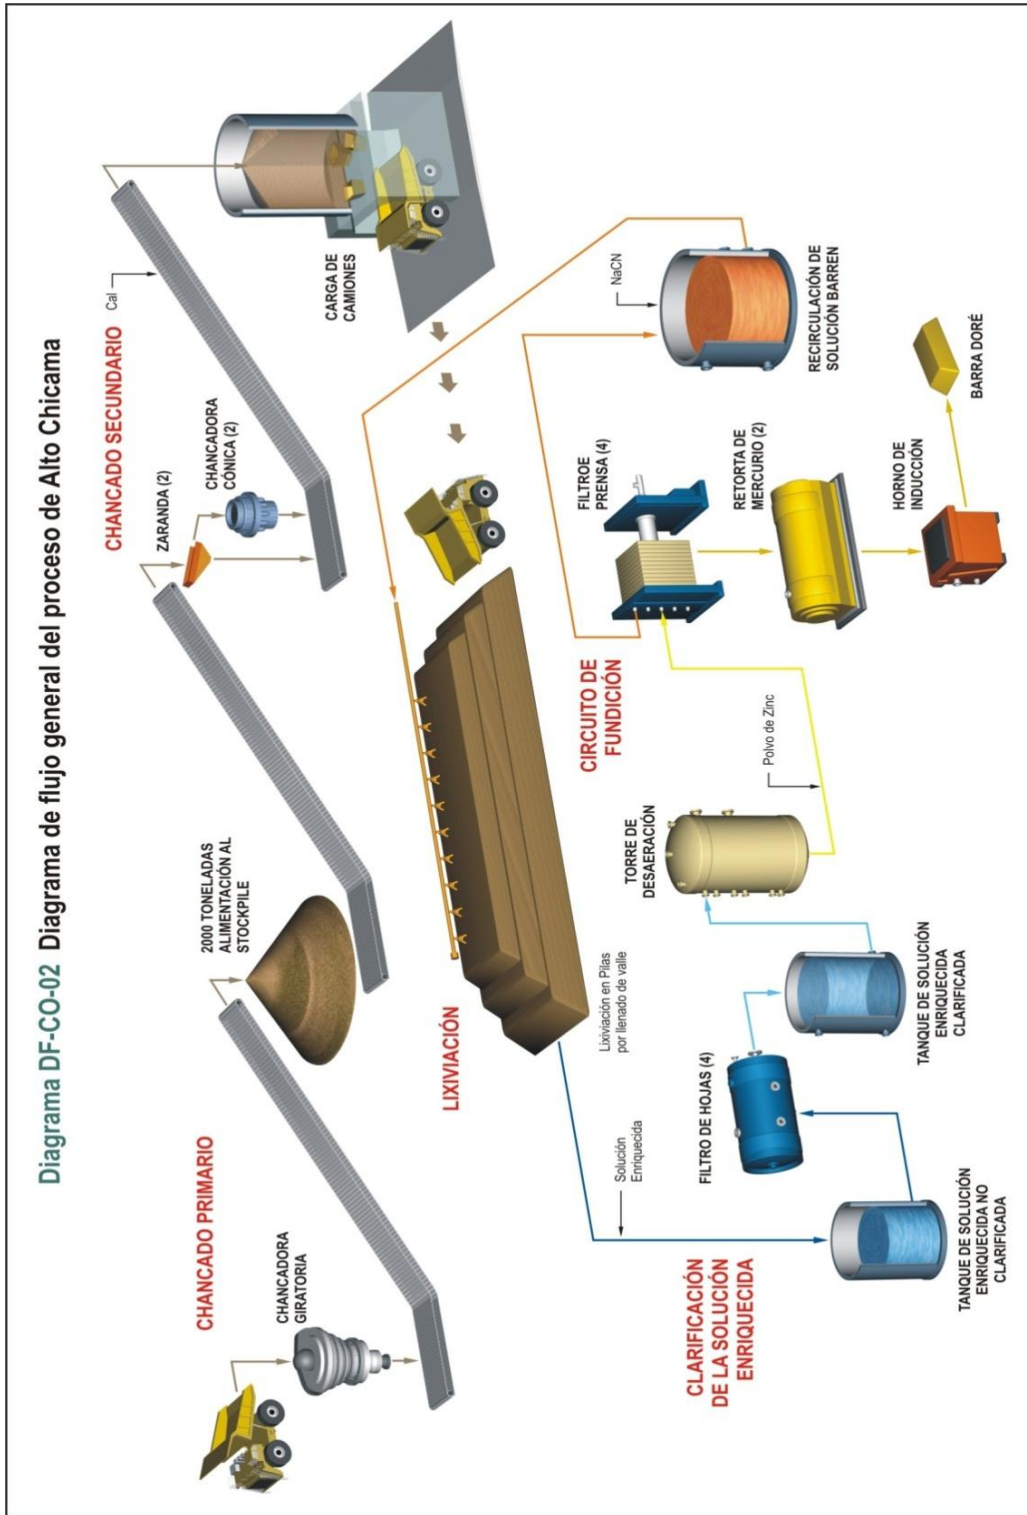 Diagrama DF-CO-02 Diagrama de flujo general del proceso de Alto Chicama
CHANCADO PRIMARIO
CHANCADORA
GIRATORIA
2000 TONELADAS
ALIMENTACIÓN AL
STOCKPILE
CHANCADO SECUNDARIO
ZARANDA (2)
CHANCADORA
CÓNICA (2)
Cal
CARGA DE
CAMIONES
LIXIVIACIÓN
Lixiviación en Pilas
por llenado de valle
Solución
Enriquecida
CLARIFICACIÓN
DE LA SOLUCIÓN
ENRIQUECIDA
TANQUE DE SOLUCIÓN
ENRIQUECIDA NO
CLARIFICADA
FILTRO DE HOJAS (4)
TANQUE DE SOLUCIÓN
ENRIQUECIDA
CLARIFICADA
TORRE DE
DESAERACIÓN
Polvo de Zinc
CIRCUITO DE
FUNDICIÓN
FILTROE
PRENSA (4)
RETORTA DE
MERCURIO (2)
HORNO DE
INDUCCIÓN
BARRA DORÉ
NaCN
RECIRCULACIÓN DE
SOLUCIÓN BARREN